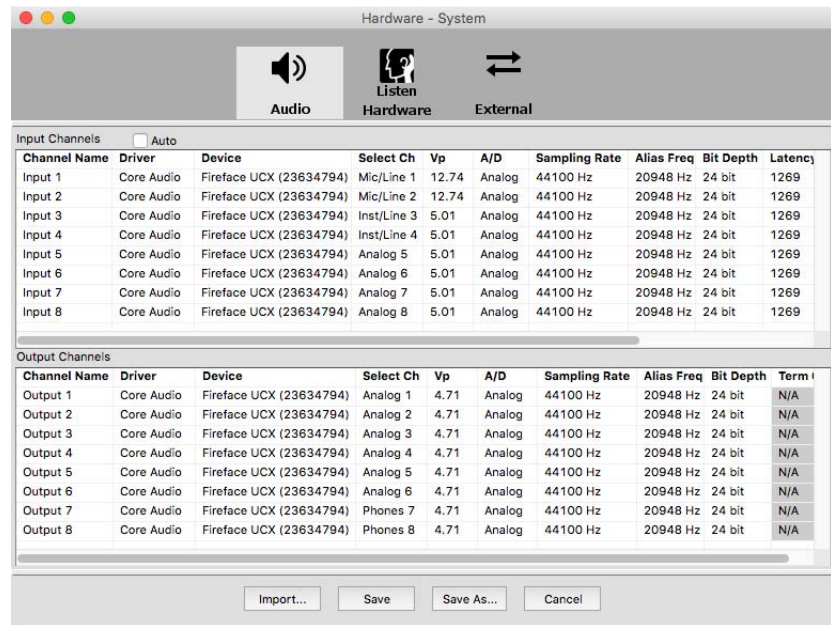 Hardware - System
Listen
Audio Hardware External
Input Channels Auto
Channel Name Driver Device Select Ch Vp A/D Sampling Rate Alias Freq Bit Depth Latency
Input 1 Core Audio Fireface UCX (23634794) Mic/Line 1 12.74 Analog 44100 Hz 20948 Hz 24 bit 1269
Input 2 Core Audio Fireface UCX (23634794) Mic/Line 2 12.74 Analog 44100 Hz 20948 Hz 24 bit 1269
Input 3 Core Audio Fireface UCX (23634794) Inst/Line 3 5.01 Analog 44100 Hz 20948 Hz 24 bit 1269
Input 4 Core Audio Fireface UCX (23634794) Inst/Line 4 5.01 Analog 44100 Hz 20948 Hz 24 bit 1269
Input 5 Core Audio Fireface UCX (23634794) Analog 5 5.01 Analog 44100 Hz 20948 Hz 24 bit 1269
Input 6 Core Audio Fireface UCX (23634794) Analog 6 5.01 Analog 44100 Hz 20948 Hz 24 bit 1269
Input 7 Core Audio Fireface UCX (23634794) Analog 7 5.01 Analog 44100 Hz 20948 Hz 24 bit 1269
Input 8 Core Audio Fireface UCX (23634794) Analog 8 5.01 Analog 44100 Hz 20948 Hz 24 bit 1269
Output Channels
Channel Name Driver Device Select Ch Vp A/D Sampling Rate Alias Freq Bit Depth Term
Output 1 Core Audio Fireface UCX (23634794) Analog 1 4.71 Analog 44100 Hz 20948 Hz 24 bit N/A
Output 2 Core Audio Fireface UCX (23634794) Analog 2 4.71 Analog 44100 Hz 20948 Hz 24 bit N/A
Output 3 Core Audio Fireface UCX (23634794) Analog 3 4.71 Analog 44100 Hz 20948 Hz 24 bit N/A
Output 4 Core Audio Fireface UCX (23634794) Analog 4 4.71 Analog 44100 Hz 20948 Hz 24 bit N/A
Output 5 Core Audio Fireface UCX (23634794) Analog 5 4.71 Analog 44100 Hz 20948 Hz 24 bit N/A
Output 6 Core Audio Fireface UCX (23634794) Analog 6 4.71 Analog 44100 Hz 20948 Hz 24 bit N/A
Output 7 Core Audio Fireface UCX (23634794) Phones 7 4.71 Analog 44100 Hz 20948 Hz 24 bit N/A
Output 8 Core Audio Fireface UCX (23634794) Phones 8 4.71 Analog 44100 Hz 20948 Hz 24 bit N/A
Import... Save Save As... Cancel